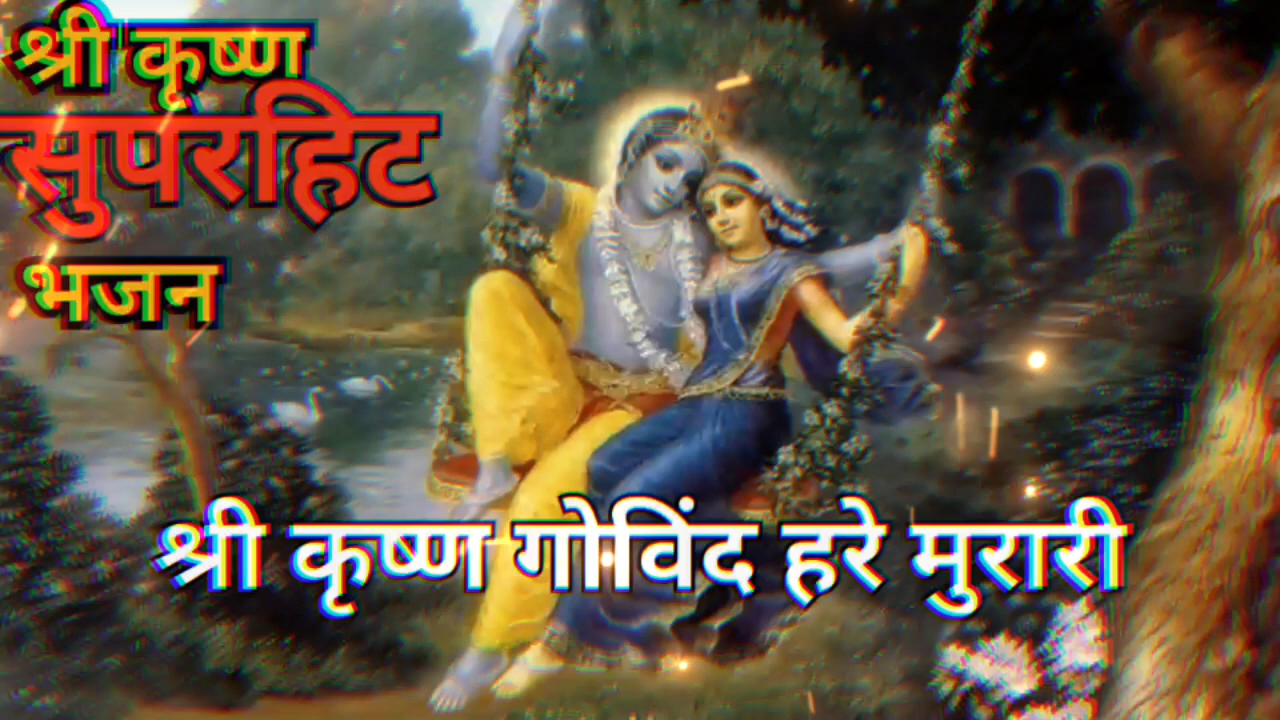 श्री कृष्ण
सुपरहिट
भजन
श्री कृष्ण गोविंद हरे मुरारी